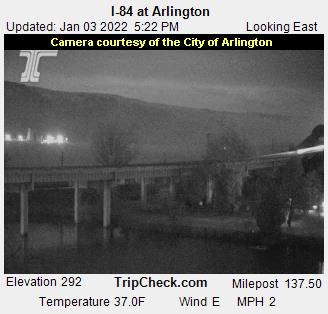 I-84 at Arlington
Updated: Jan 03 2022 5:22 PM Looking East
Camera courtesy of the City of Arlington
Elevation 292 TripCheck.com Milepost 137.50
Temperature 37.0F Wind E MPH 2